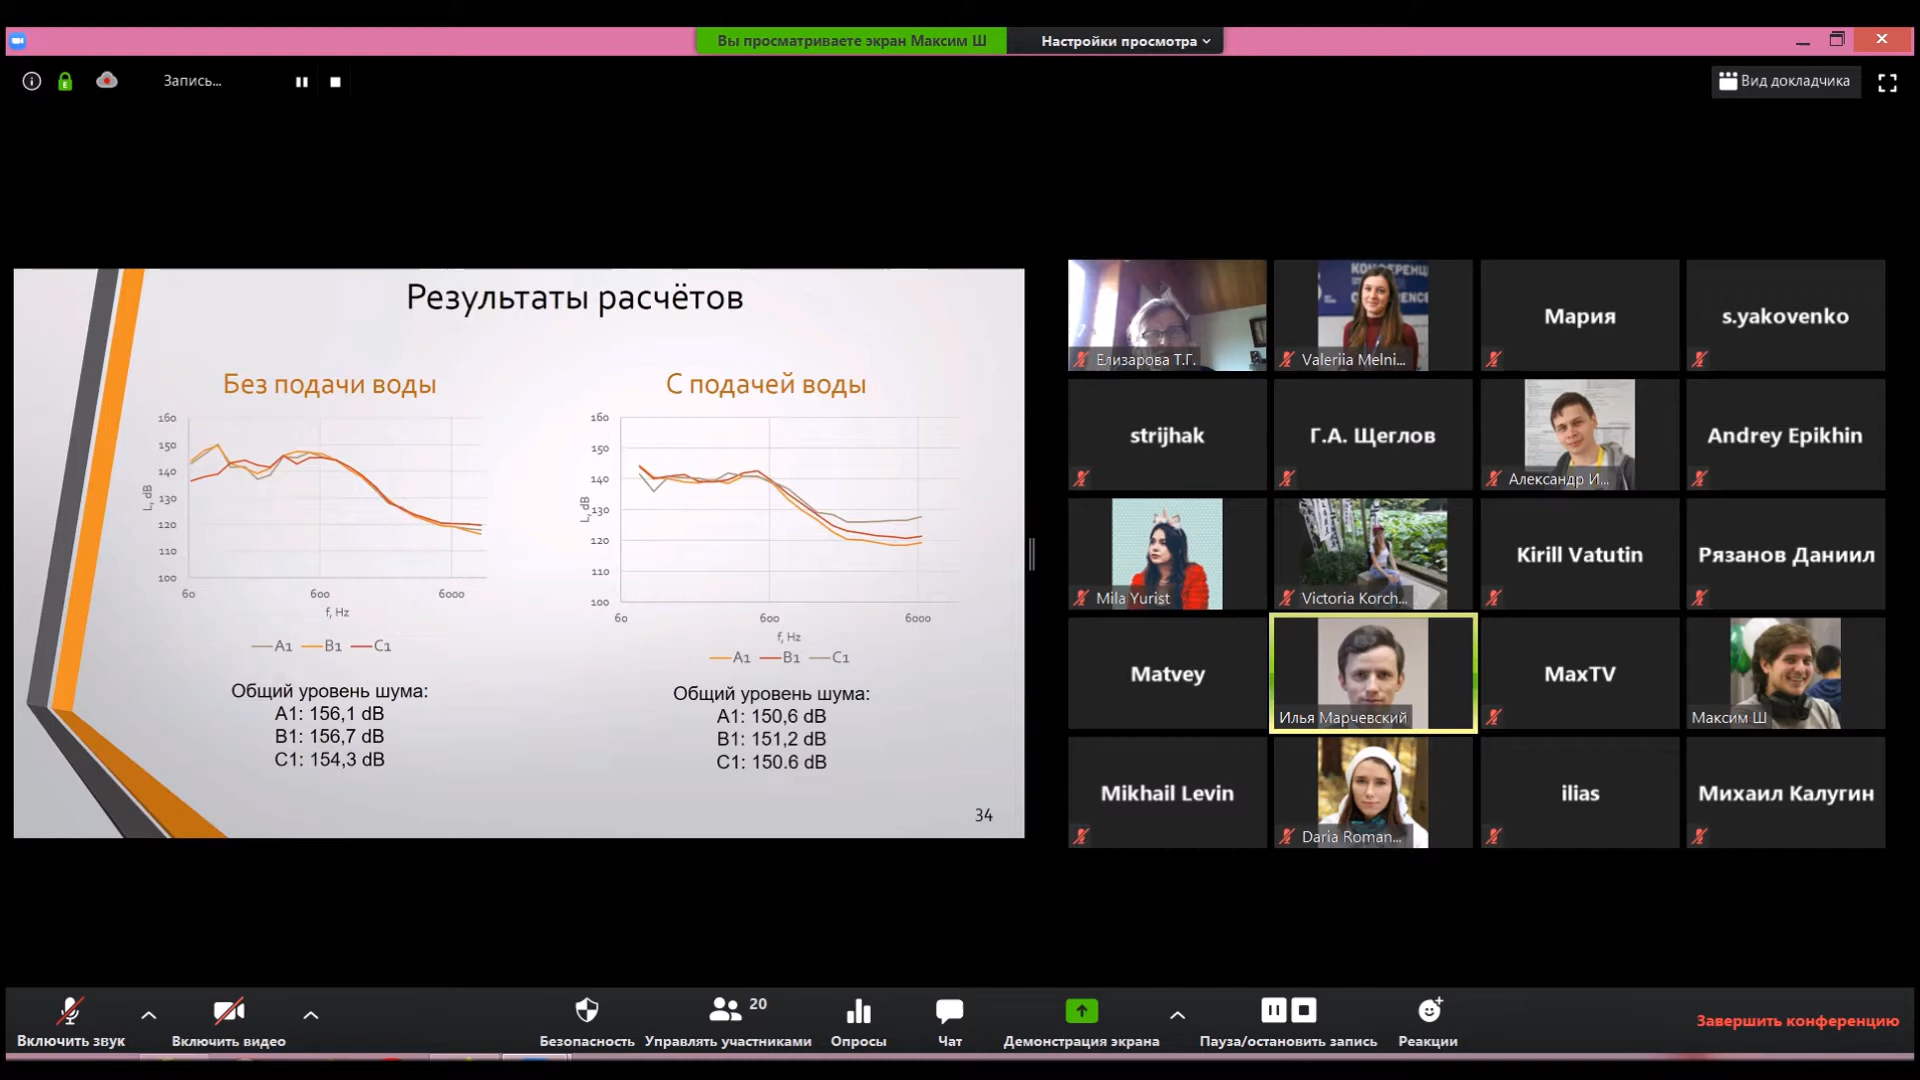 Вы просматриваете экран Максим Ш
Настройки просмотра
Запись...
Вид докладчика
Результаты расчётов
Без подачи воды
160
150
140
130
120
110
100
L, dB
60
600
6000
f, Hz
A1 B1 C1
Общий уровень шума:
A1: 156,1 dB
B1: 156,7 dB
C1: 154,3 dB
С подачей воды
160
150
140
130
120
110
100
L, dB
60
600
6000
f, Hz
A1 B1 C1
Общий уровень шума:
A1: 150,6 dB
B1: 151,2 dB
C1: 150.6 dB
34
Елизарова Т.Г.
КОНФЕРЕНЦ
Valeriia Melni...
Мария
s.yakovenko
strijhak
Г.А. Щеглов
Александр И...
Andrey Epikhin
Mila Yurist
Victoria Korch...
Kirill Vatutin
Рязанов Даниил
Matvey
Илья Марчевский
MaxTV
Максим Ш
Mikhail Levin
Daria Roman...
ilias
Михаил Калугин
Включить звук
Включить видео
Безопасность
Управлять участниками
20
Опросы
Чат
Демонстрация экрана
Пауза/остановить запись
Реакции
Завершить конференцию